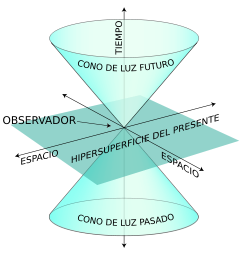 TIEMPO
CONO DE LUZ FUTURO
OBSERVADOR
HIPERSUPERFICIE DEL PRESENTE
ESPACIO
ESPACIO
CONO DE LUZ PASADO